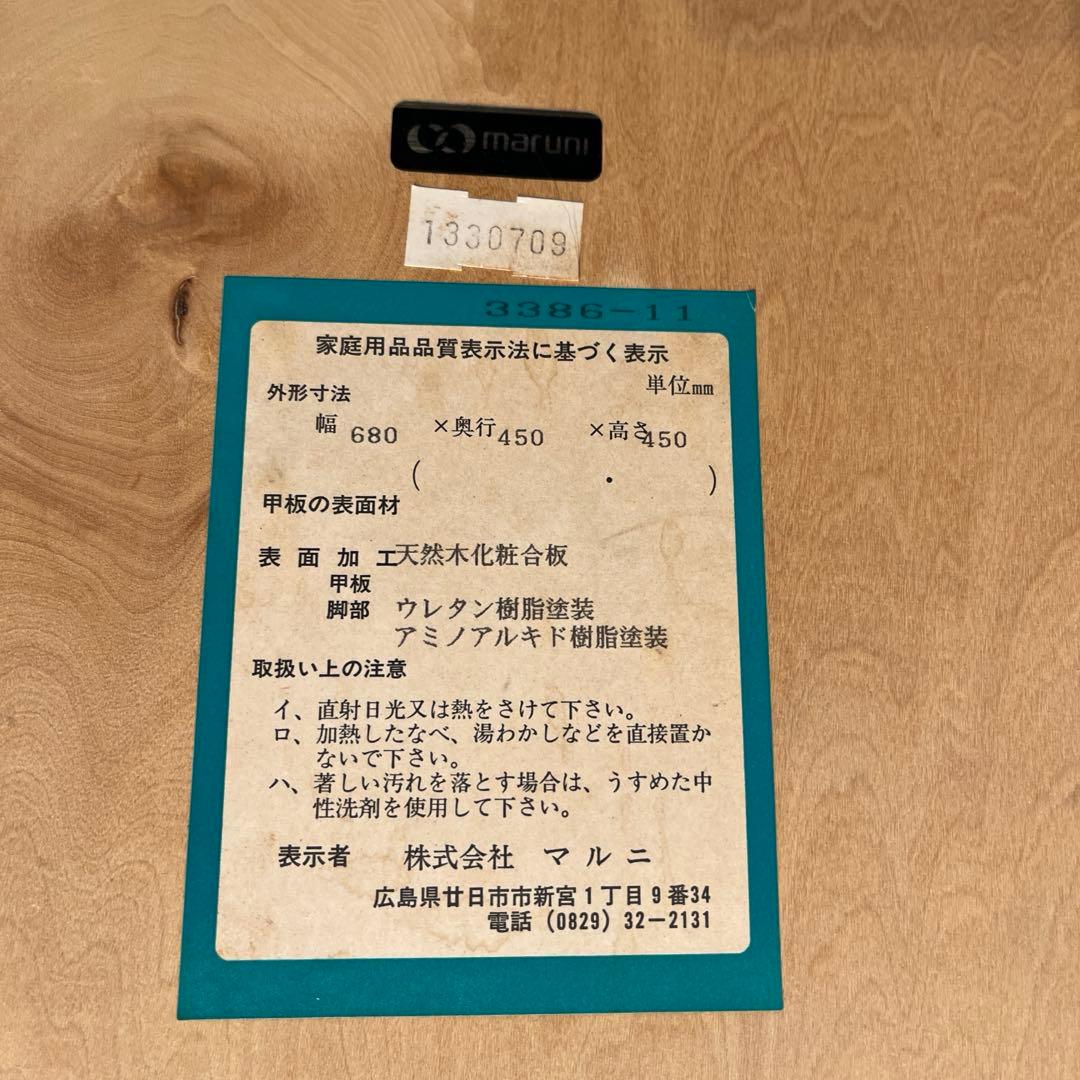 maruni
1330709
3386-11
家庭用品品質表示法に基づく表示
単位mm
外形寸法
幅 680 ×奥行 450 ×高さ 450
( ・ )
甲板の表面材
表面加工 天然木化粧合板
甲板
脚部 ウレタン樹脂塗装
アミノアルキド樹脂塗装
取扱い上の注意
イ、直射日光又は熱をさけて下さい。
ロ、加熱したなべ、湯わかしなどを直接置か
ないで下さい。
ハ、著しい汚れを落とす場合は、うすめた中
性洗剤を使用して下さい。
表示者 株式会社 マルニ
広島県廿日市市新宮1丁目9番34
電話 (0829) 32-2131